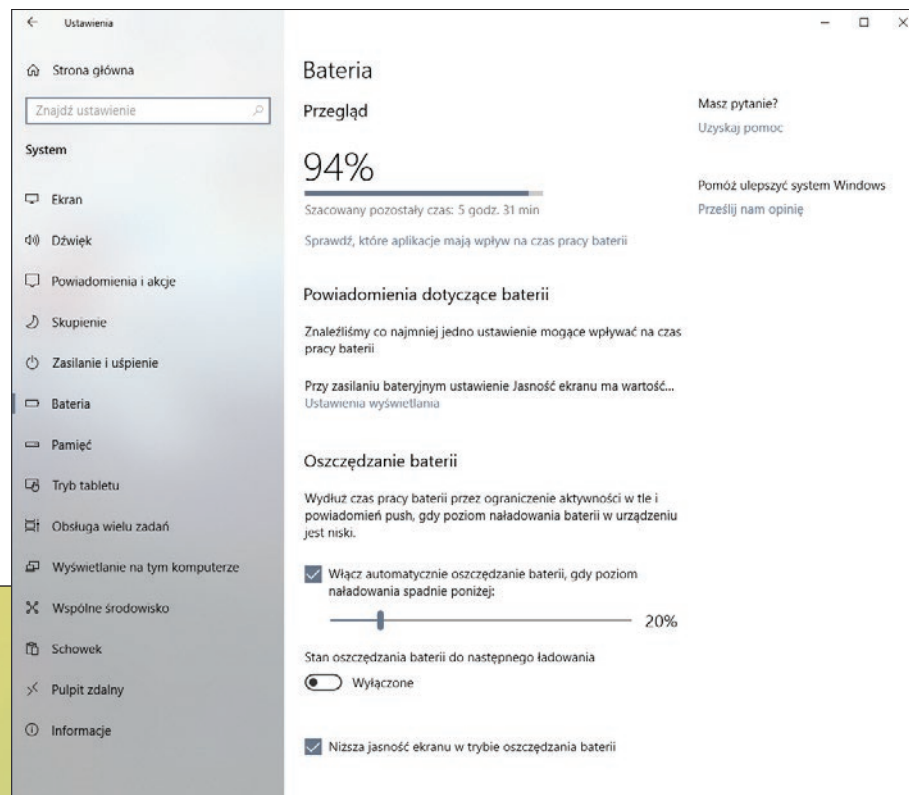 Ustawienia
Strona główna
Znajdź ustawienie
System
Ekran
Dźwięk
Powiadomienia i akcje
Skupienie
Zasilanie i uśpienie
Bateria
Pamięć
Tryb tabletu
Obsługa wielu zadań
Wyświetlanie na tym komputerze
Wspólne środowisko
Schowek
Pulpit zdalny
Informacje
Bateria
Przegląd
94%
Szacowany pozostały czas: 5 godz. 31 min
Sprawdź, które aplikacje mają wpływ na czas pracy baterii
Powiadomienia dotyczące baterii
Znaleźliśmy co najmniej jedno ustawienie mogące wpływać na czas
pracy baterii
Przy zasilaniu bateryjnym ustawienie Jasność ekranu ma wartość...
Ustawienia wyświetlania
Oszczędzanie baterii
Wydłuż czas pracy baterii przez ograniczenie aktywności w tle i
powiadomień push, gdy poziom naładowania baterii w urządzeniu
jest niski.
Włącz automatycznie oszczędzanie baterii, gdy poziom
naładowania spadnie poniżej:
20%
Stan oszczędzania baterii do następnego ładowania
Wyłączone
Niższa jasność ekranu w trybie oszczędzania baterii
Masz pytanie?
Uzyskaj pomoc
Pomóż ulepszyć system Windows
Prześlij nam opinię